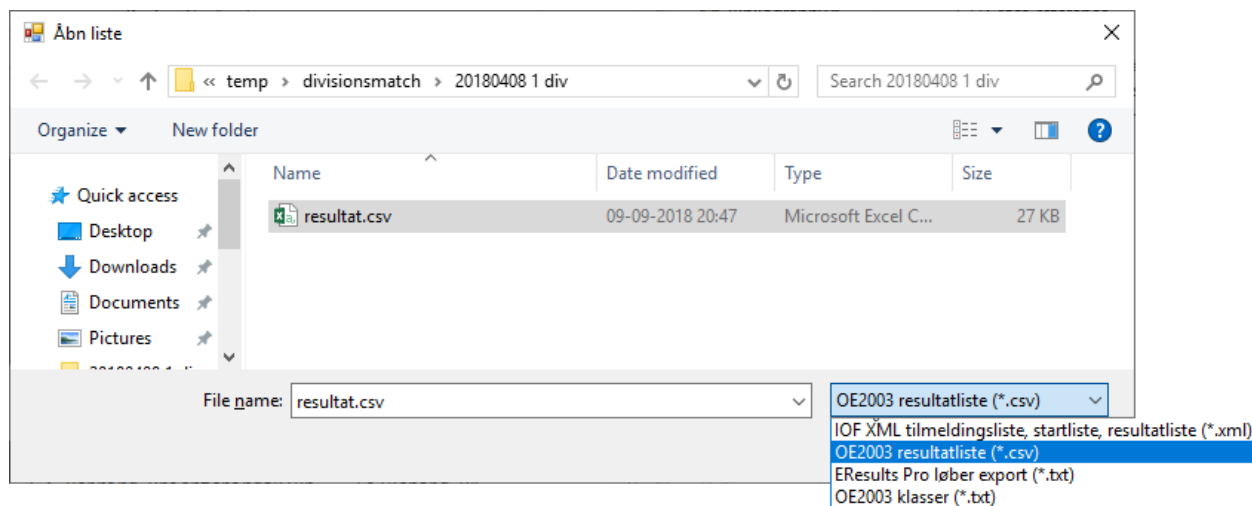 Åbn liste
« temp › divisionsmatch › 20180408 1 div
Search 20180408 1 div
Organize
New folder
Name
Date modified
Type
Size
Quick access
Desktop
Downloads
Documents
Pictures
resultat.csv
09-09-2018 20:47
Microsoft Excel C...
27 KB
File name:
resultat.csv
OE2003 resultatliste (*.csv)
IOF XML tilmeldingsliste, startliste, resultatliste (*.xml)
OE2003 resultatliste (*.csv)
EResults Pro løber export (*.txt)
OE2003 klasser (*.txt)